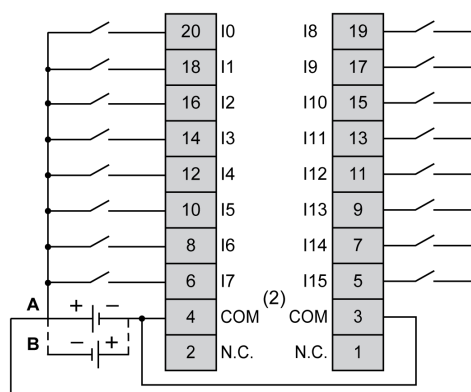 20 I0 I8 19
18 I1 I9 17
16 I2 I10 15
14 I3 I11 13
12 I4 I12 11
10 I5 I13 9
8 I6 I14 7
6 I7 I15 5
A + − 4 COM (2) COM 3
B − + 2 N.C. N.C. 1